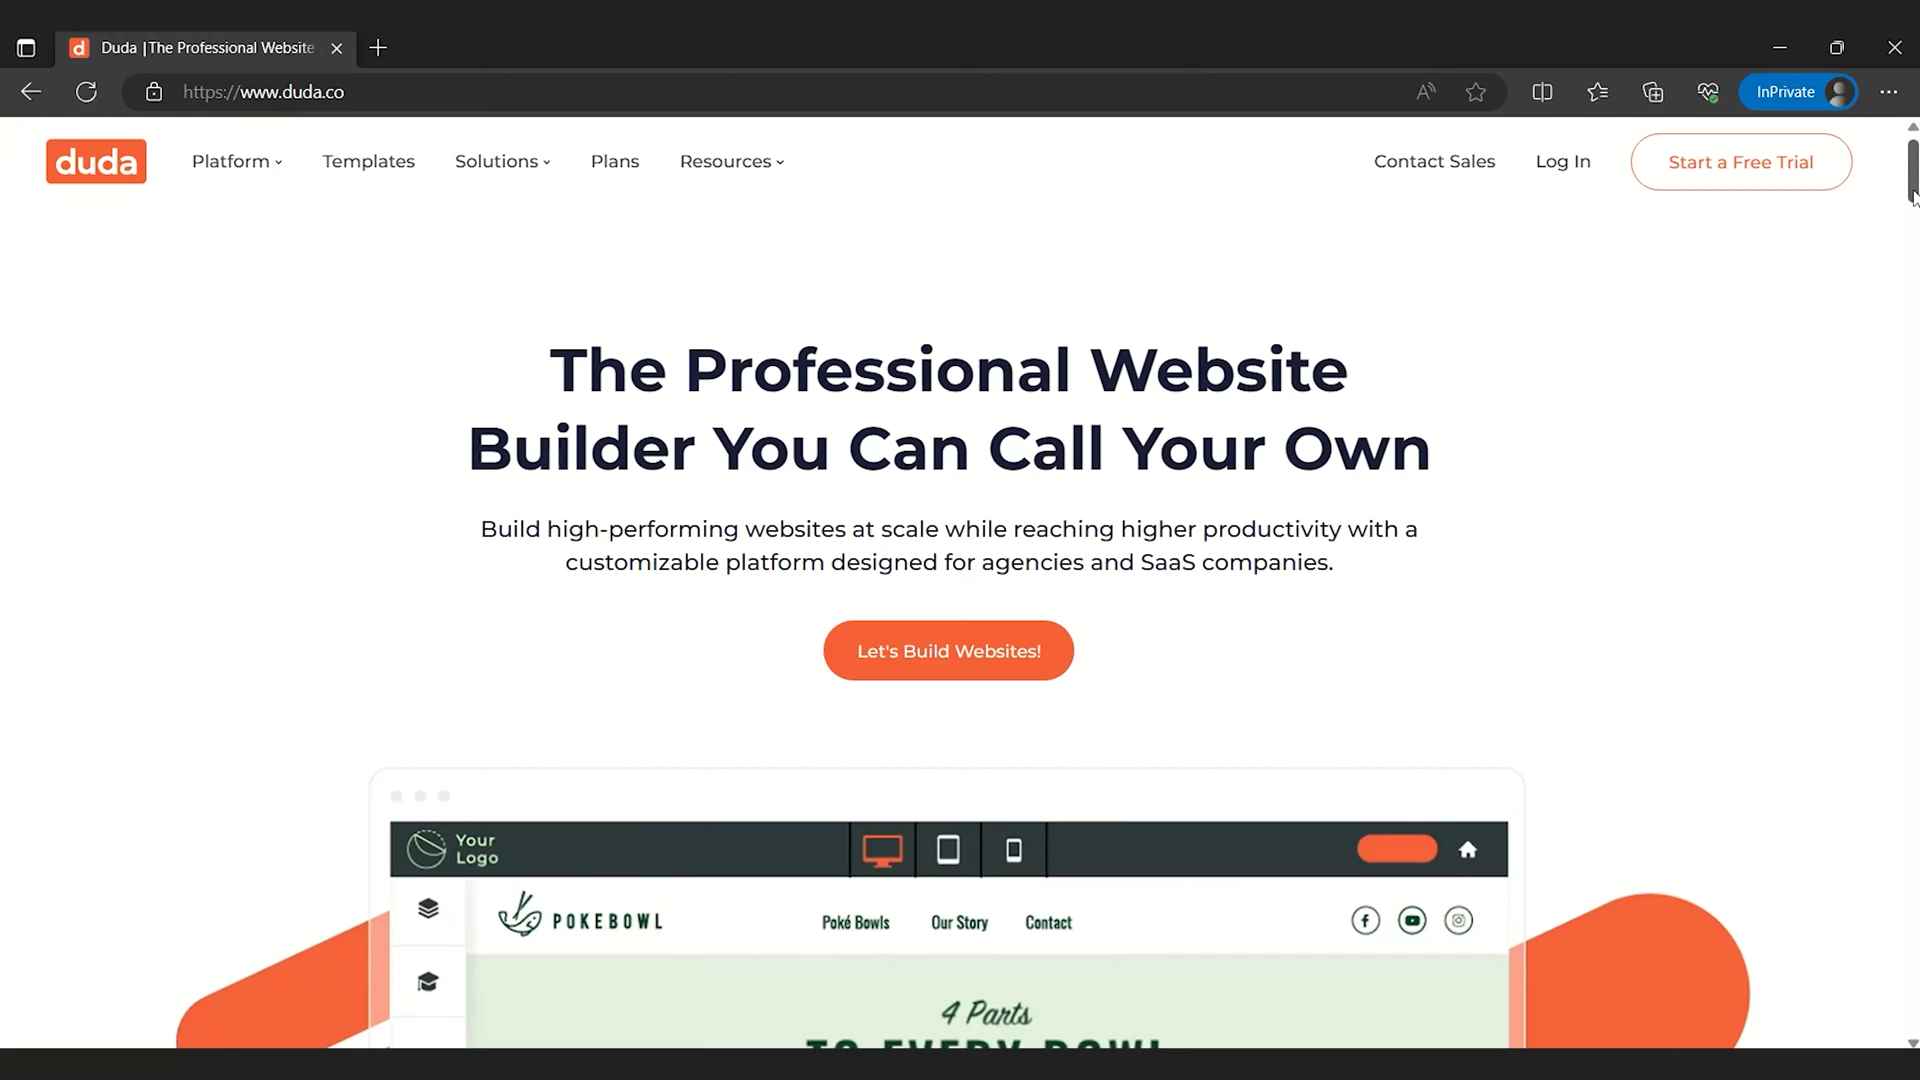 Duda |The Professional Website
https://www.duda.co
InPrivate
duda
Platform
Templates
Solutions
Plans
Resources
Contact Sales
Log In
Start a Free Trial
The Professional Website
Builder You Can Call Your Own
Build high-performing websites at scale while reaching higher productivity with a
customizable platform designed for agencies and SaaS companies.
Let's Build Websites!
Your
Logo
POKEBOWL
Poké Bowls
Our Story
Contact
4 Parts
TO EVERY BOWL